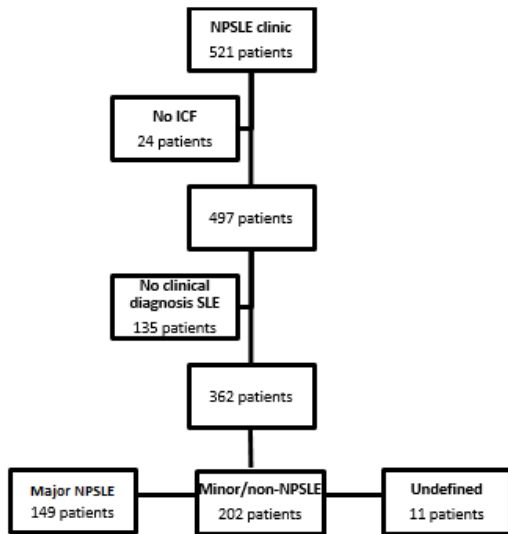 NPSLE clinic
521 patients
No ICF
24 patients
497 patients
No clinical
diagnosis SLE
135 patients
362 patients
Major NPSLE
149 patients
Minor/non-NPSLE
202 patients
Undefined
11 patients